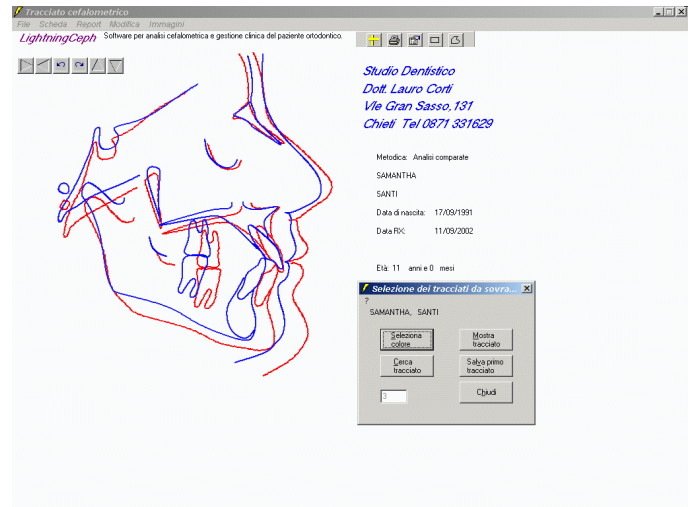 Tracciato cefalometrico
File Scheda Report Modifica Immagini
LightningCeph Software per analisi cefalometrica e gestione clinica del paziente ortodontico.
Studio Dentistico
Dott. Lauro Corti
Vle Gran Sasso, 131
Chieti Tel 0871 331629
Metodica: Analisi comparate
SAMANTHA
SANTI
Data di nascita: 17/09/1991
Data RX: 11/09/2002
Età: 11 anni e 0 mesi
Selezione dei tracciati da sovra...
?
SAMANTHA, SANTI
Seleziona colore
Mostra tracciato
Cerca tracciato
Salva primo tracciato
3
Chiudi